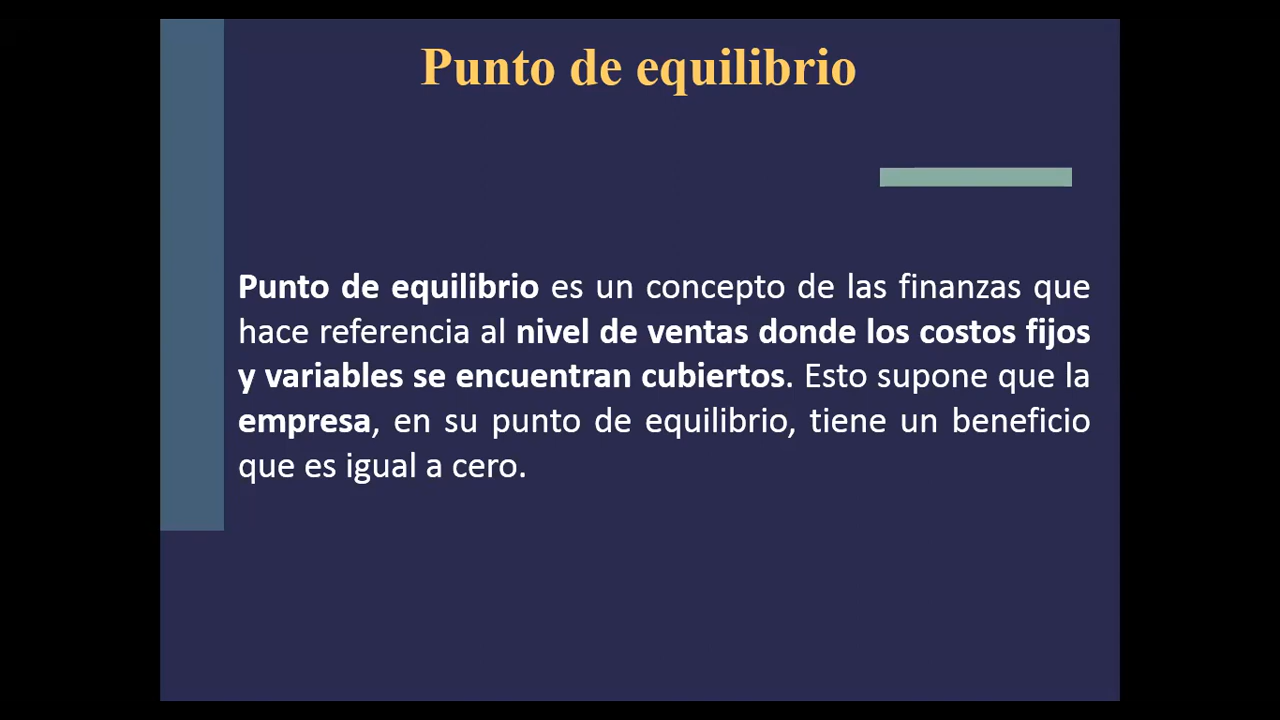 Punto de equilibrio
Punto de equilibrio es un concepto de las finanzas que
hace referencia al nivel de ventas donde los costos fijos
y variables se encuentran cubiertos. Esto supone que la
empresa, en su punto de equilibrio, tiene un beneficio
que es igual a cero.